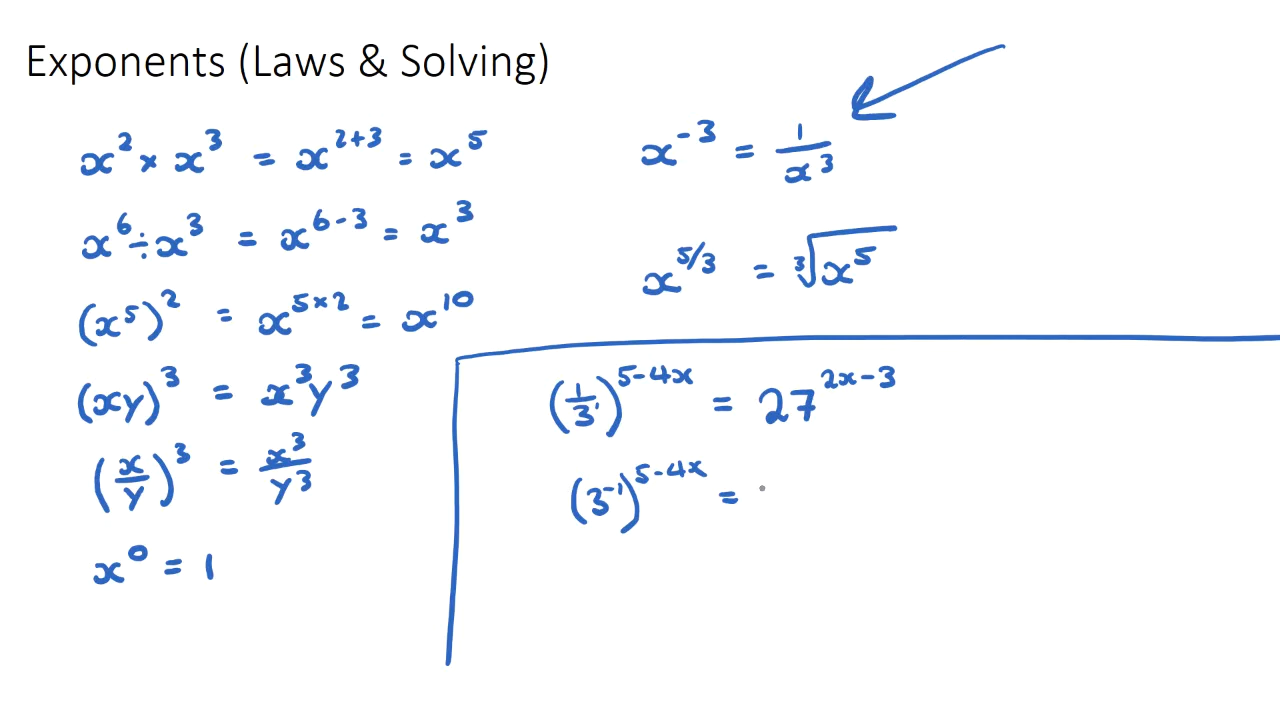 Exponents (Laws & Solving)
x² × x³ = x²⁺³ = x⁵
x⁶ ÷ x³ = x⁶⁻³ = x³
(x⁵)² = x^(5×2) = x¹⁰
(xy)³ = x³y³
(x/y)³ = x³/y³
x⁰ = 1
x⁻³ = 1/x³
x^(5/3) = ∛x⁵
(1/3¹)^(5-4x) = 27^(2x-3)
(3⁻¹)^(5-4x) =